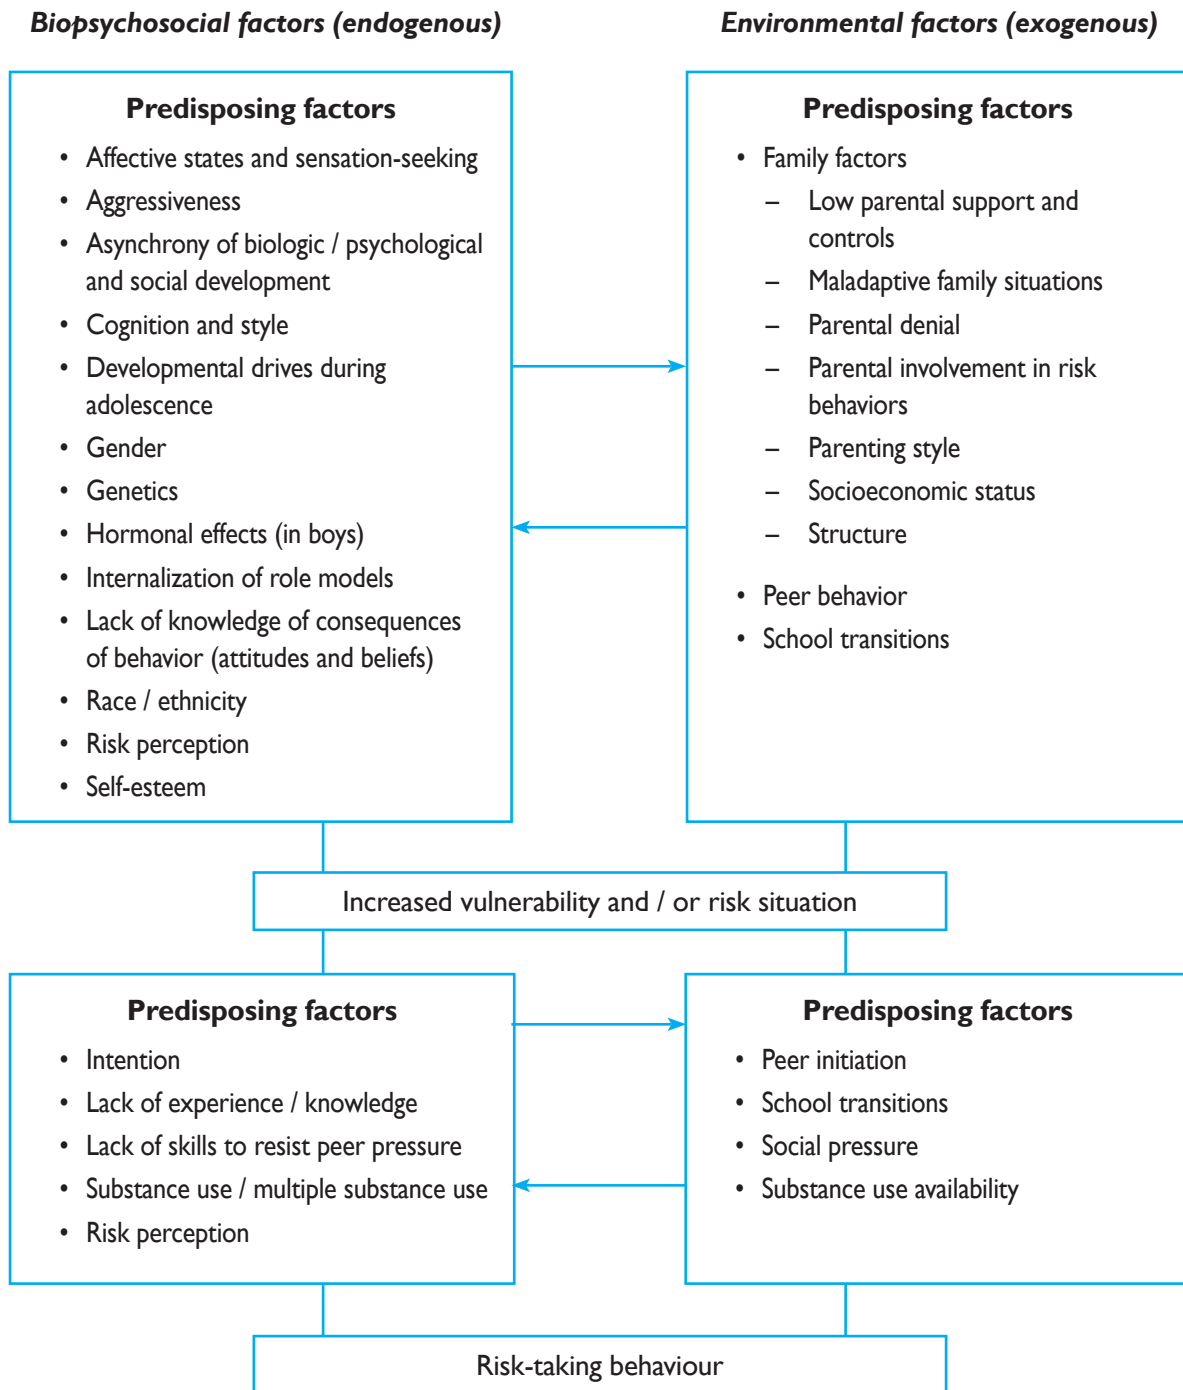 Biopsychosocial factors (endogenous)
Environmental factors (exogenous)
Predisposing factors
• Affective states and sensation-seeking
• Aggressiveness
• Asynchrony of biologic / psychological
and social development
• Cognition and style
• Developmental drives during
adolescence
• Gender
• Genetics
• Hormonal effects (in boys)
• Internalization of role models
• Lack of knowledge of consequences
of behavior (attitudes and beliefs)
• Race / ethnicity
• Risk perception
• Self-esteem
Predisposing factors
• Family factors
– Low parental support and
controls
– Maladaptive family situations
– Parental denial
– Parental involvement in risk
behaviors
– Parenting style
– Socioeconomic status
– Structure
• Peer behavior
• School transitions
Increased vulnerability and / or risk situation
Predisposing factors
• Intention
• Lack of experience / knowledge
• Lack of skills to resist peer pressure
• Substance use / multiple substance use
• Risk perception
Predisposing factors
• Peer initiation
• School transitions
• Social pressure
• Substance use availability
Risk-taking behaviour